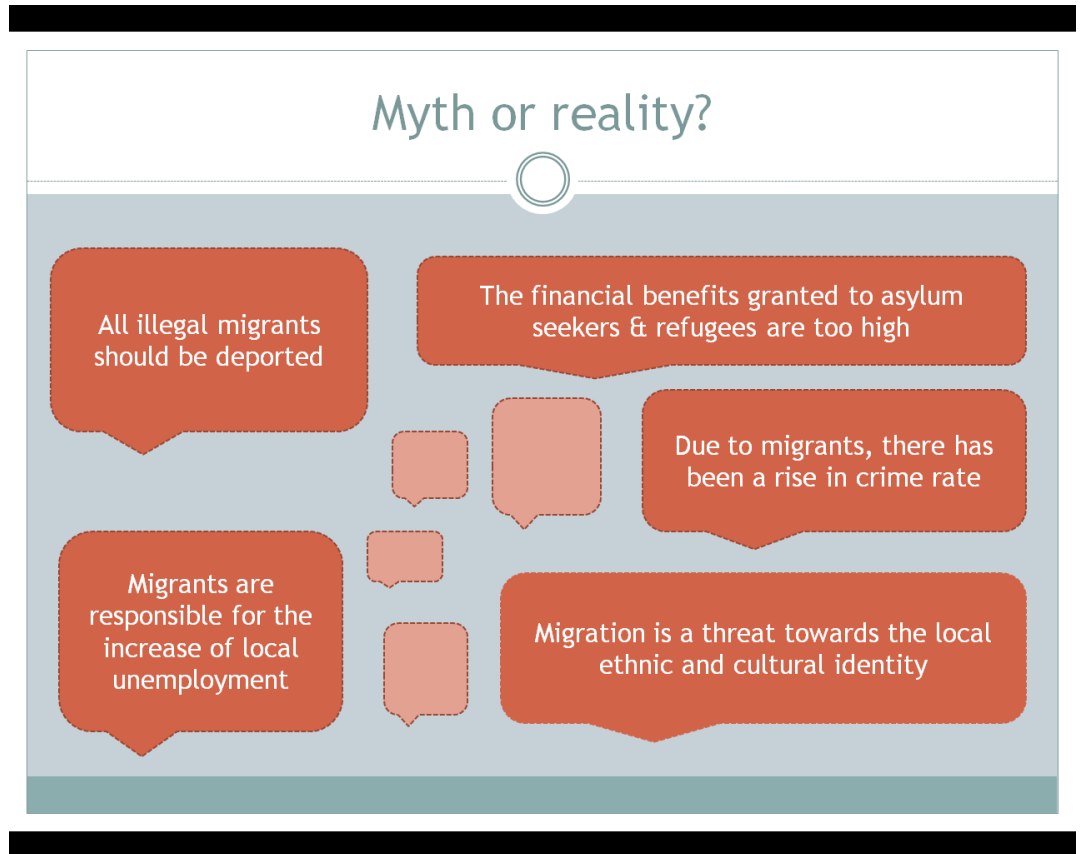 Myth or reality?
All illegal migrants
should be deported
The financial benefits granted to asylum
seekers & refugees are too high
Due to migrants, there has
been a rise in crime rate
Migrants are
responsible for the
increase of local
unemployment
Migration is a threat towards the local
ethnic and cultural identity